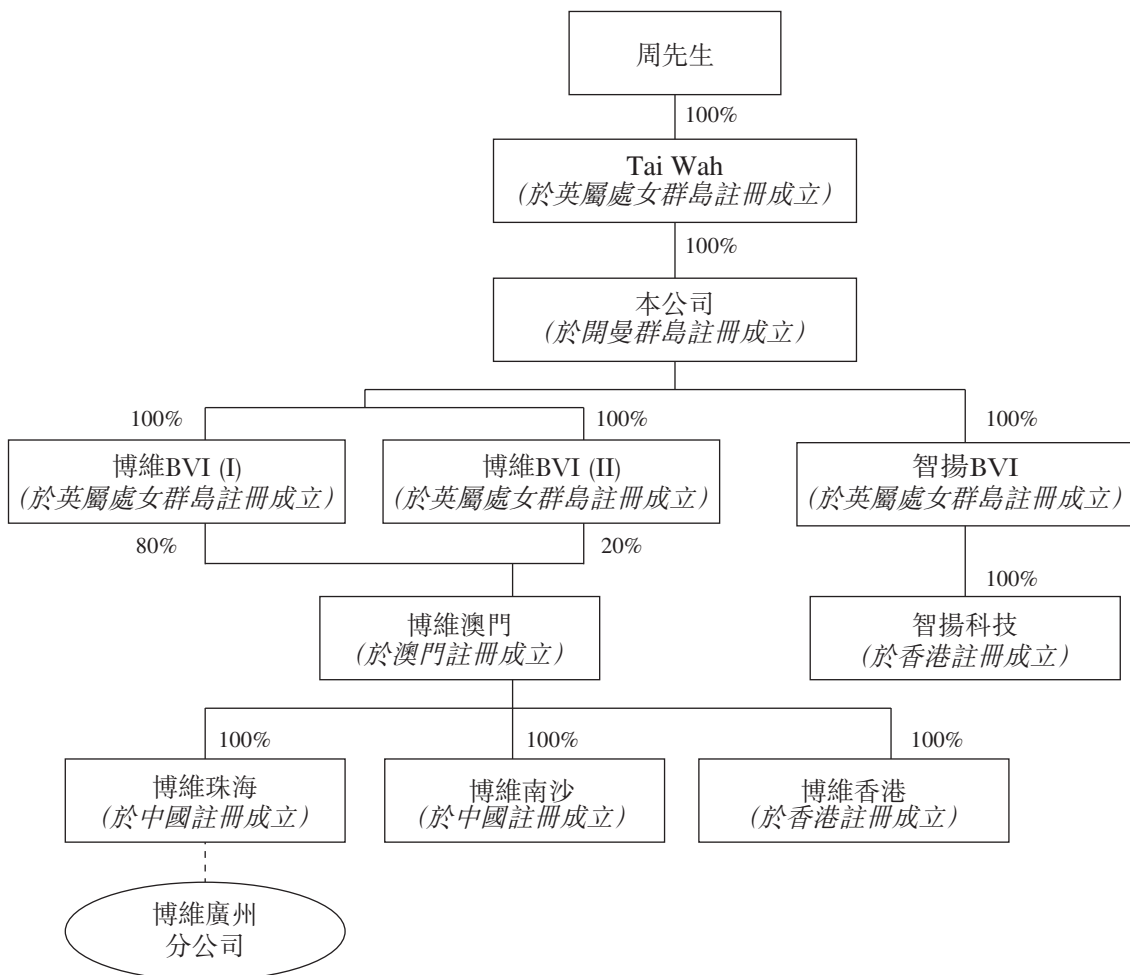 周先生
100%
Tai Wah
(於英屬處女群島註冊成立)
100%
本公司
(於開曼群島註冊成立)
100%
100%
100%
博維BVI (I)
(於英屬處女群島註冊成立)
博維BVI (II)
(於英屬處女群島註冊成立)
智揚BVI
(於英屬處女群島註冊成立)
80%
20%
100%
博維澳門
(於澳門註冊成立)
智揚科技
(於香港註冊成立)
100%
100%
100%
博維珠海
(於中國註冊成立)
博維南沙
(於中國註冊成立)
博維香港
(於香港註冊成立)
博維廣州
分公司